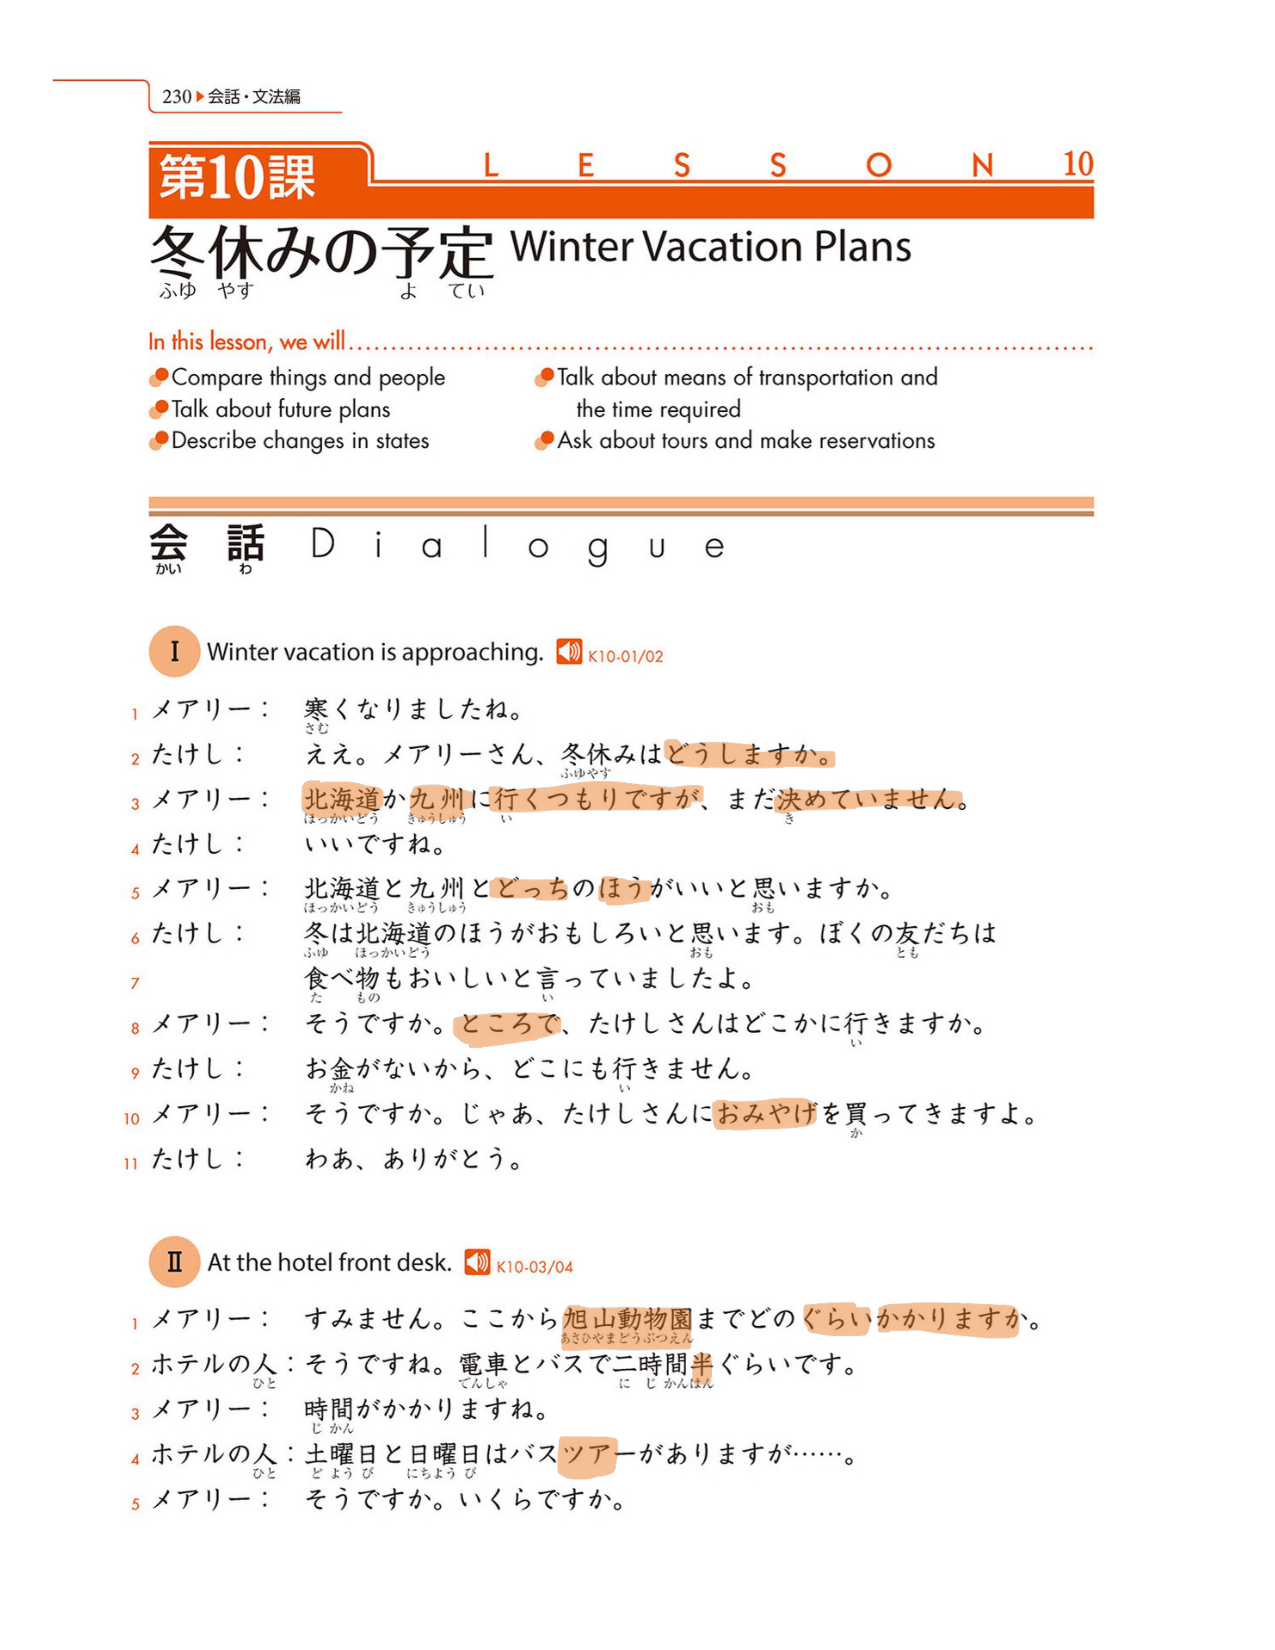 230▶会話・文法編
第10課
LESSON 10
冬休みの予定 Winter Vacation Plans
ふゆ やす よ てい
In this lesson, we will
Compare things and people
Talk about future plans
Describe changes in states
Talk about means of transportation and
the time required
Ask about tours and make reservations
会話 Dialogue
かい わ
I Winter vacation is approaching. K10-01/02
1 メアリー： 寒くなりましたね。
さむ
2 たけし： ええ。メアリーさん、冬休みはどうしますか。
ふゆやす
3 メアリー： 北海道か九州に行くつもりですが、まだ決めていません。
ほっかいどう きゅうしゅう い き
4 たけし： いいですね。
5 メアリー： 北海道と九州とどっちのほうがいいと思いますか。
ほっかいどう きゅうしゅう おも
6 たけし： 冬は北海道のほうがおもしろいと思います。ぼくの友だちは
ふゆ ほっかいどう おも とも
7 食べ物もおいしいと言っていましたよ。
た もの い
8 メアリー： そうですか。ところで、たけしさんはどこかに行きますか。
い
9 たけし： お金がないから、どこにも行きません。
かね い
10 メアリー： そうですか。じゃあ、たけしさんにおみやげを買ってきますよ。
か
11 たけし： わあ、ありがとう。
II At the hotel front desk. K10-03/04
1 メアリー： すみません。ここから旭山動物園までどのぐらいかかりますか。
あさひやまどうぶつえん
2 ホテルの人：そうですね。電車とバスで二時間半ぐらいです。
ひと でんしゃ に じ かんはん
3 メアリー： 時間がかかりますね。
じ かん
4 ホテルの人：土曜日と日曜日はバスツアーがありますが……。
ひと ど よう び にちよう び
5 メアリー： そうですか。いくらですか。